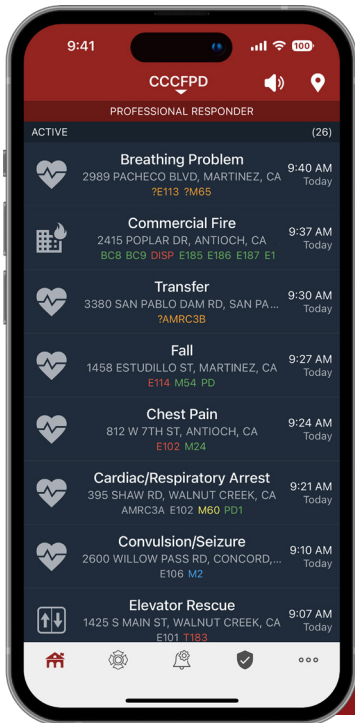 9:41
100
CCCFPD
PROFESSIONAL RESPONDER
ACTIVE (26)
Breathing Problem
2989 PACHECO BLVD, MARTINEZ, CA
?E113 ?M65
9:40 AM
Today
Commercial Fire
2415 POPLAR DR, ANTIOCH, CA
BC8 BC9 DISP E185 E186 E187 E1
9:37 AM
Today
Transfer
3380 SAN PABLO DAM RD, SAN PA...
?AMRC3B
9:30 AM
Today
Fall
1458 ESTUDILLO ST, MARTINEZ, CA
E114 M54 PD
9:27 AM
Today
Chest Pain
812 W 7TH ST, ANTIOCH, CA
E102 M24
9:24 AM
Today
Cardiac/Respiratory Arrest
395 SHAW RD, WALNUT CREEK, CA
AMRC3A E102 M60 PD1
9:21 AM
Today
Convulsion/Seizure
2600 WILLOW PASS RD, CONCORD,...
E106 M2
9:10 AM
Today
Elevator Rescue
1425 S MAIN ST, WALNUT CREEK, CA
E101 T183
9:07 AM
Today